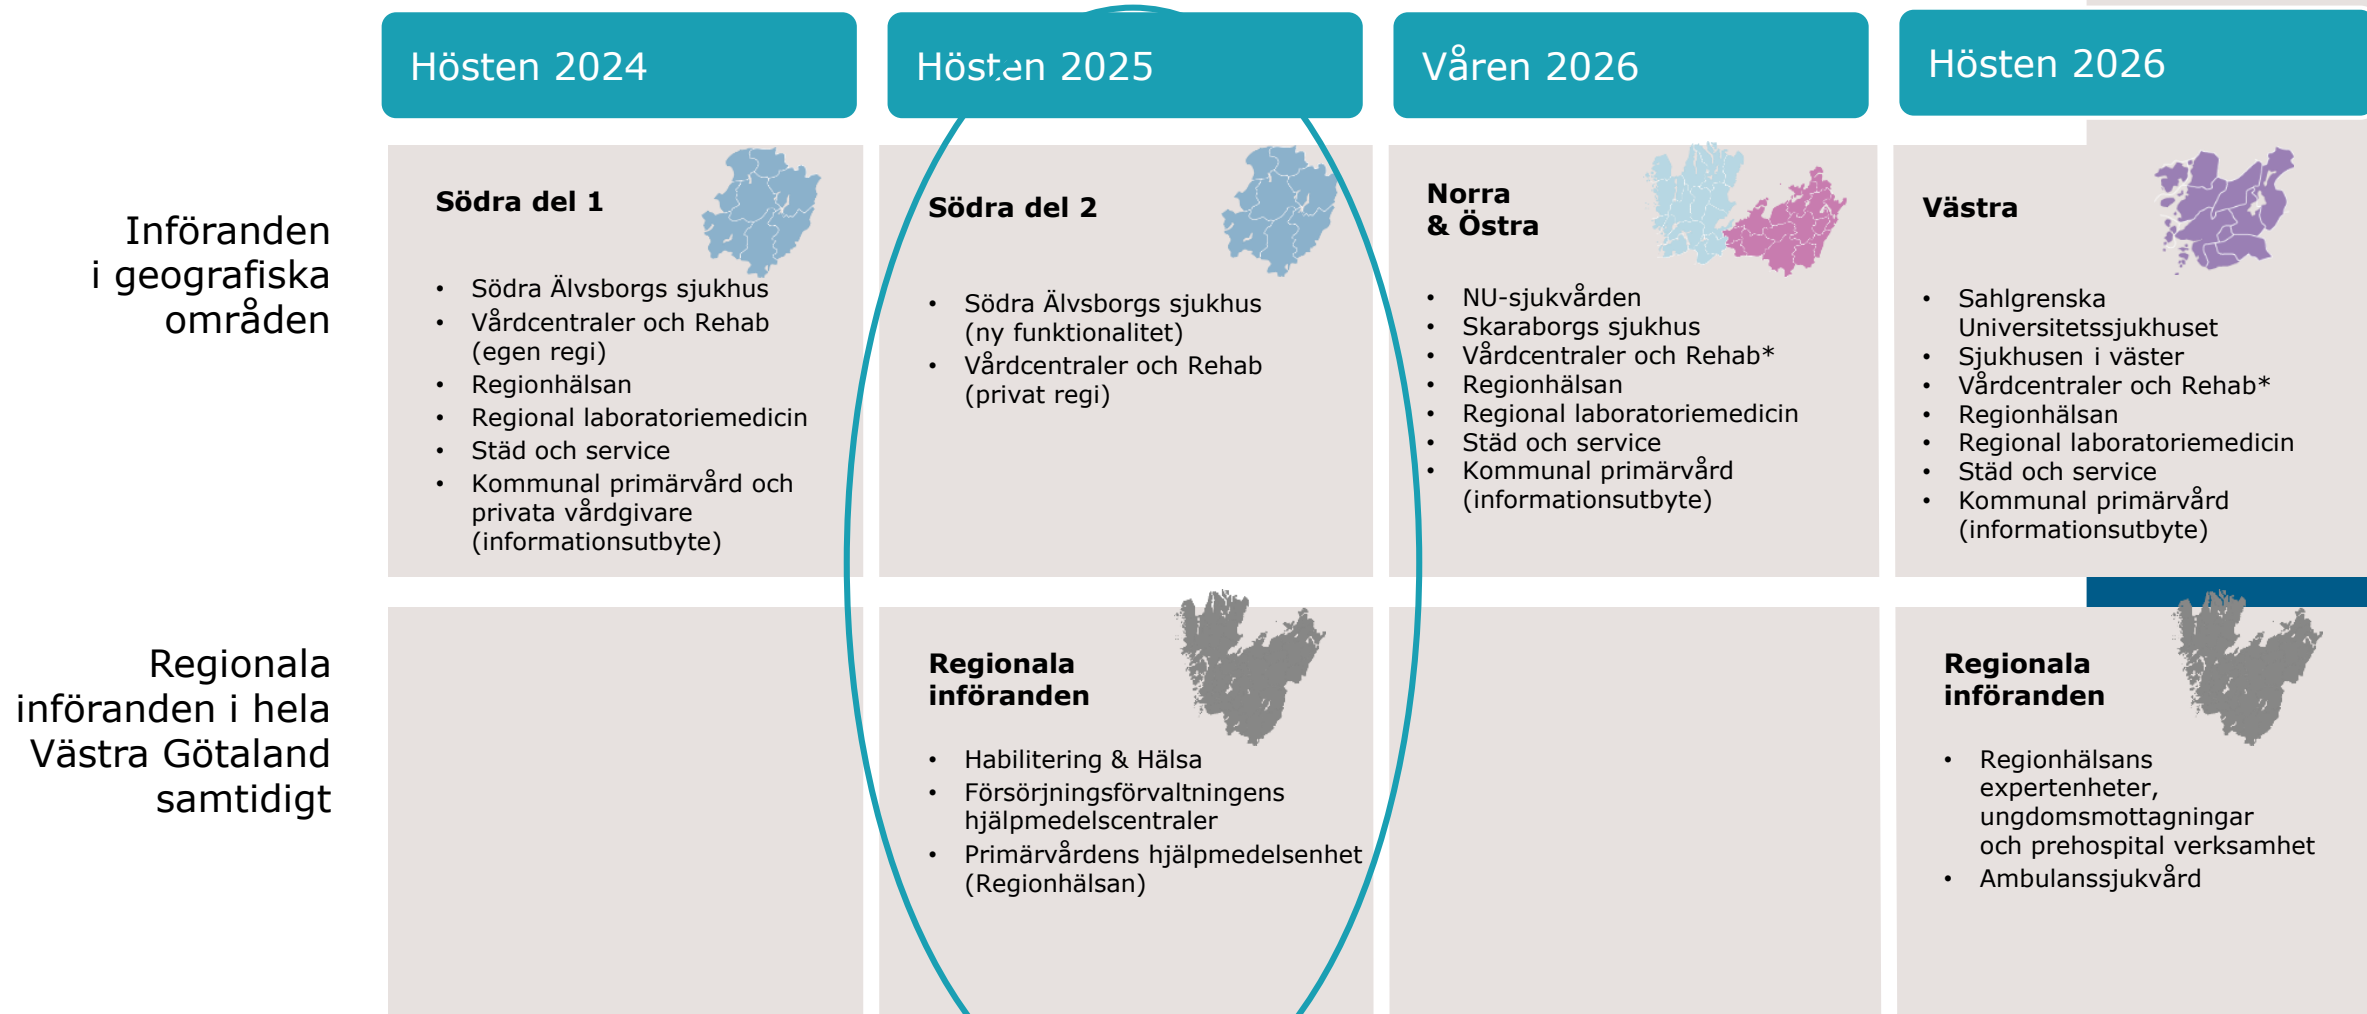 Hösten 2024
Hösten 2025
Våren 2026
Hösten 2026
Införanden
i geografiska
områden
Södra del 1
• Södra Älvsborgs sjukhus
• Vårdcentraler och Rehab
(egen regi)
• Regionhälsan
• Regional laboratoriemedicin
• Städ och service
• Kommunal primärvård och
privata vårdgivare
(informationsutbyte)
Södra del 2
• Södra Älvsborgs sjukhus
(ny funktionalitet)
• Vårdcentraler och Rehab
(privat regi)
Norra
& Östra
• NU-sjukvården
• Skaraborgs sjukhus
• Vårdcentraler och Rehab*
• Regionhälsan
• Regional laboratoriemedicin
• Städ och service
• Kommunal primärvård
(informationsutbyte)
Västra
• Sahlgrenska
Universitetssjukhuset
• Sjukhusen i väster
• Vårdcentraler och Rehab*
• Regionhälsan
• Regional laboratoriemedicin
• Städ och service
• Kommunal primärvård
(informationsutbyte)
Regionala
införanden i hela
Västra Götaland
samtidigt
Regionala
införanden
• Habilitering & Hälsa
• Försörjningsförvaltningens
hjälpmedelscentraler
• Primärvårdens hjälpmedelsenhet
(Regionhälsan)
Regionala
införanden
• Regionhälsans
expertenheter,
ungdomsmottagningar
och prehospital verksamhet
• Ambulanssjukvård